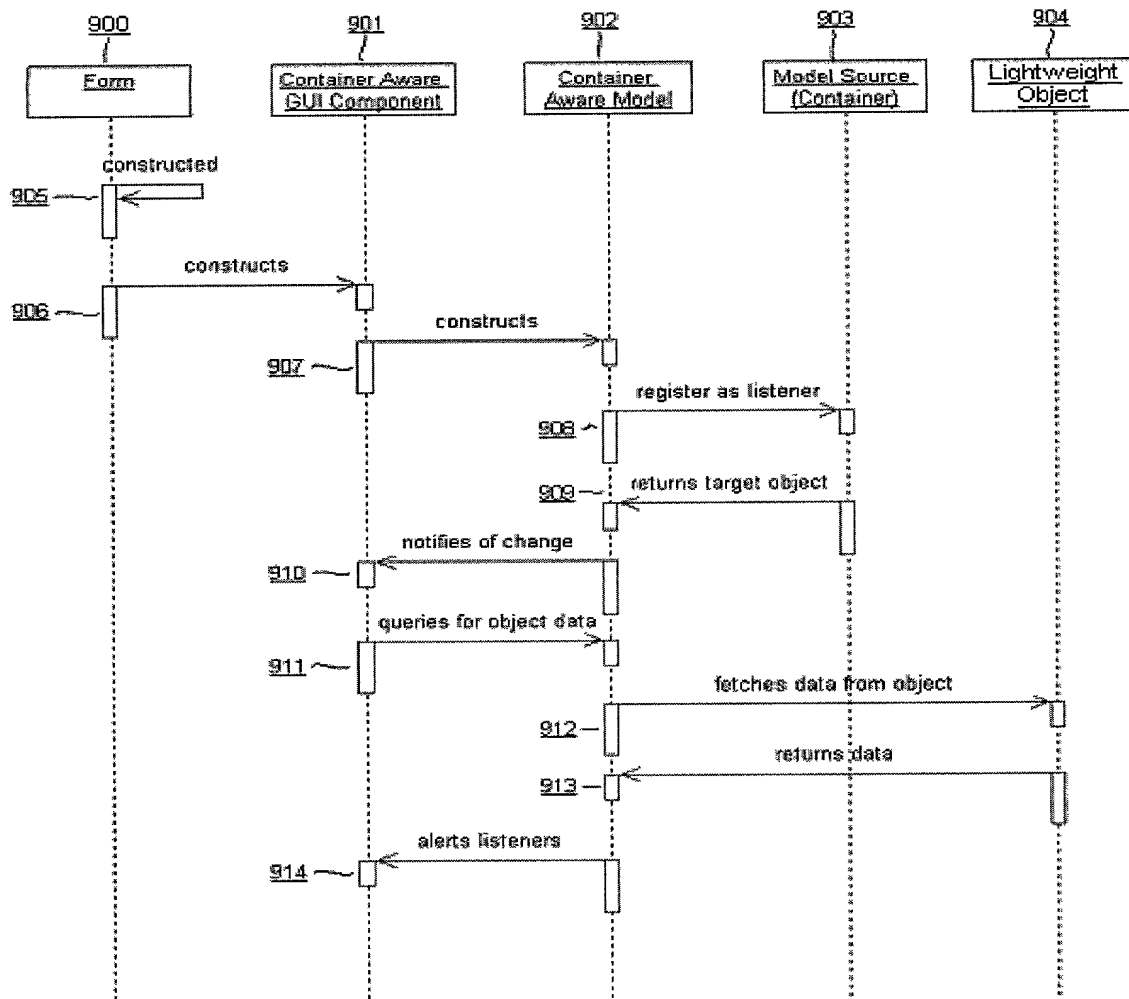 900
901
902
903
904
Form
Container Aware
GUI Component
Container
Aware Model
Model Source
(Container)
Lightweight
Object
constructed
905
constructs
906
constructs
907
register as listener
908
returns target object
909
notifies of change
910
queries for object data
911
fetches data from object
912
returns data
913
alerts listeners
914